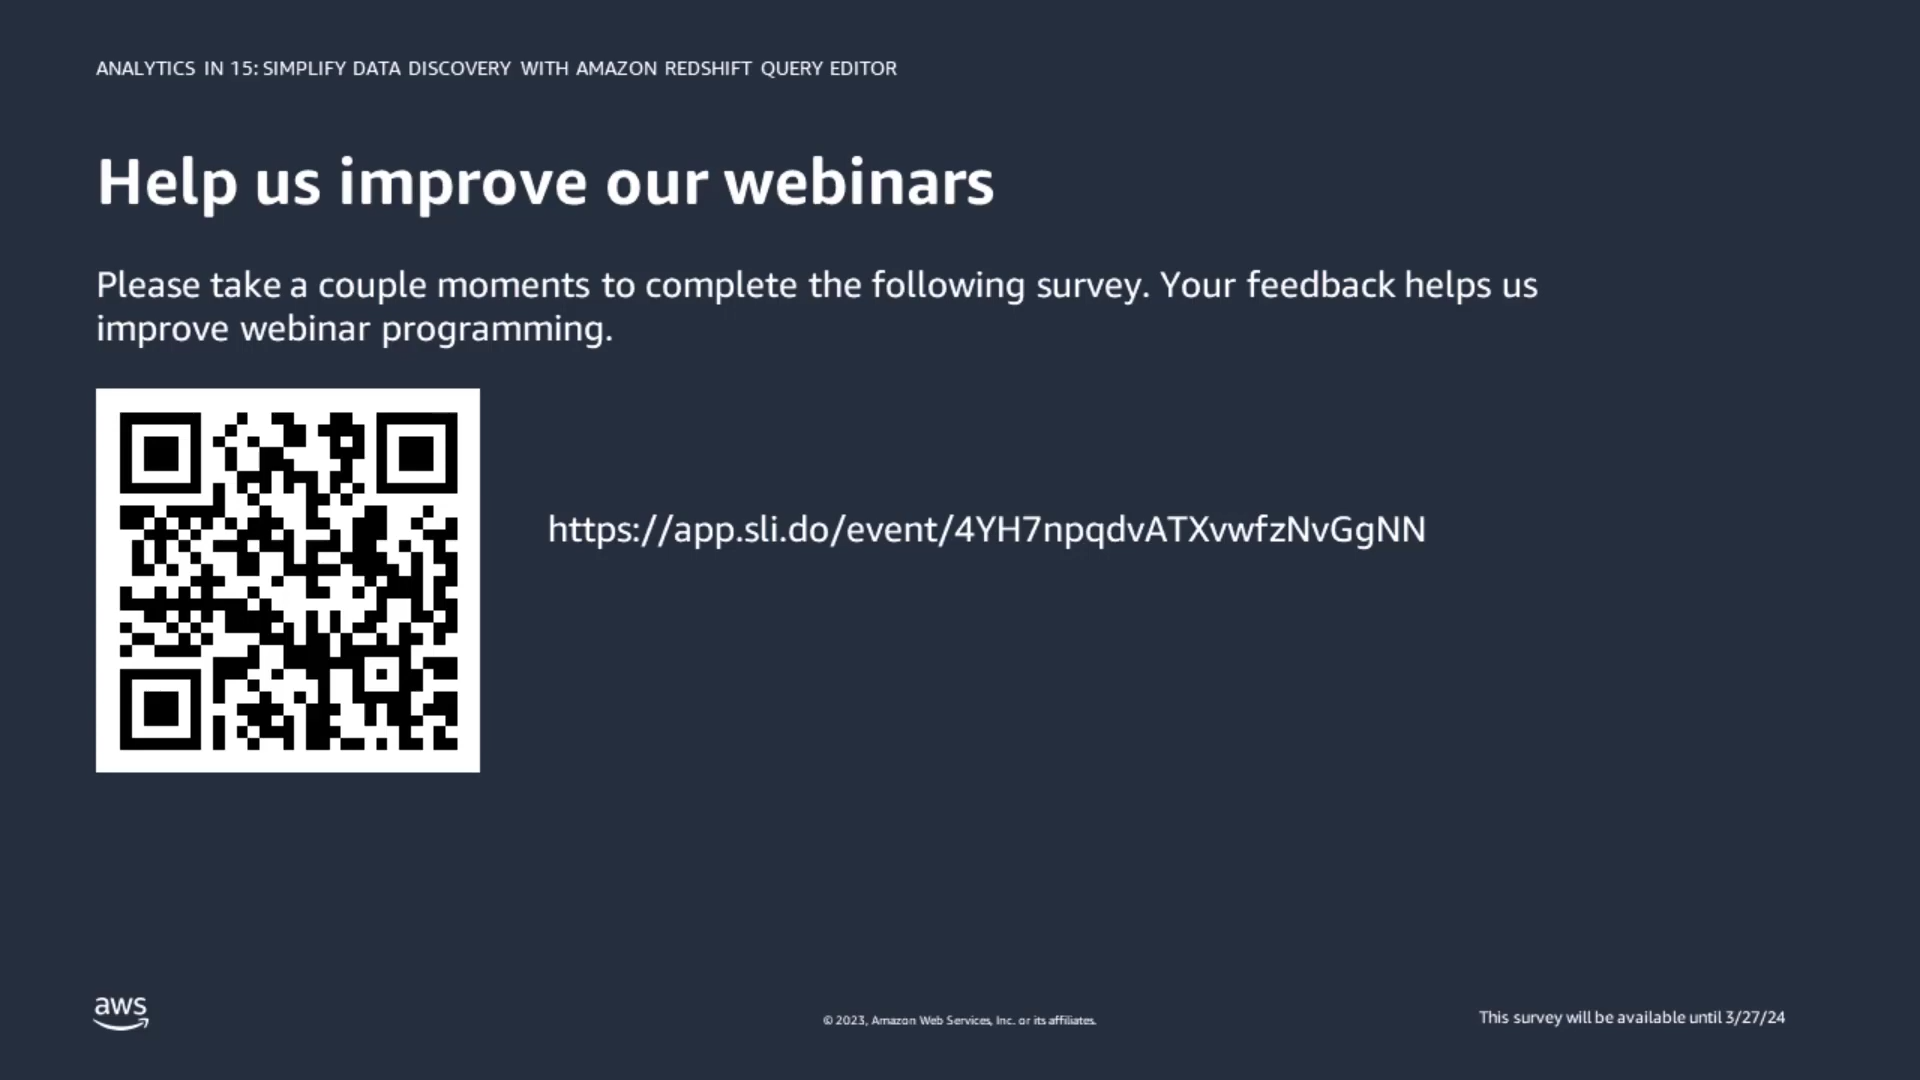 ANALYTICS IN 15: SIMPLIFY DATA DISCOVERY WITH AMAZON REDSHIFT QUERY EDITOR
Help us improve our webinars
Please take a couple moments to complete the following survey. Your feedback helps us
improve webinar programming.
https://app.sli.do/event/4YH7npqdvATXvwfzNvGgNN
aws
© 2023, Amazon Web Services, Inc. or its affiliates.
This survey will be available until 3/27/24